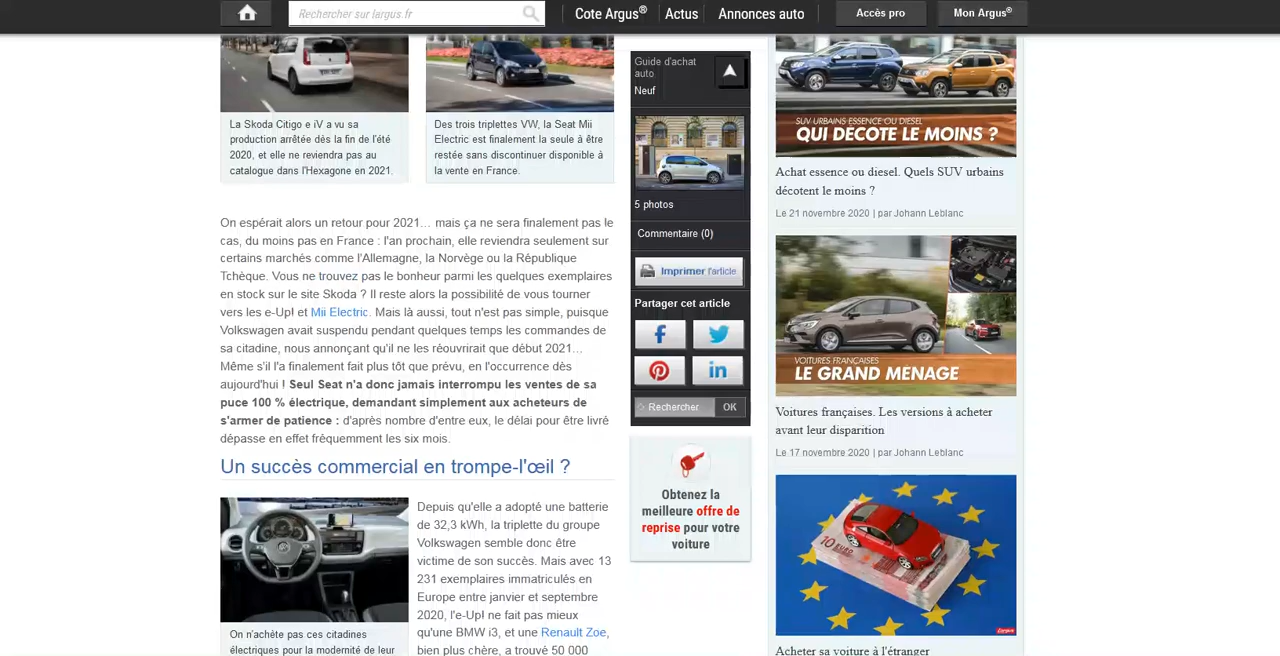 Rechercher sur largus.fr
Cote Argus®
Actus
Annonces auto
Accès pro
Mon Argus®
La Skoda Citigo e iV a vu sa
production arrêtée dès la fin de l'été
2020, et elle ne reviendra pas au
catalogue dans l'Hexagone en 2021.
Des trois triplettes VW, la Seat Mii
Electric est finalement la seule à être
restée sans discontinuer disponible à
la vente en France.
On espérait alors un retour pour 2021… mais ça ne sera finalement pas le
cas, du moins pas en France : l'an prochain, elle reviendra seulement sur
certains marchés comme l'Allemagne, la Norvège ou la République
Tchèque. Vous ne trouvez pas le bonheur parmi les quelques exemplaires
en stock sur le site Skoda ? Il reste alors la possibilité de vous tourner
vers les e-Up! et Mii Electric. Mais là aussi, tout n'est pas simple, puisque
Volkswagen avait suspendu pendant quelques temps les commandes de
sa citadine, nous annonçant qu'il ne les réouvrirait que début 2021…
Même s'il l'a finalement fait plus tôt que prévu, en l'occurrence dès
aujourd'hui ! Seul Seat n'a donc jamais interrompu les ventes de sa
puce 100 % électrique, demandant simplement aux acheteurs de
s'armer de patience : d'après nombre d'entre eux, le délai pour être livré
dépasse en effet fréquemment les six mois.
Un succès commercial en trompe-l'œil ?
On n'achète pas ces citadines
électriques pour la modernité de leur
Depuis qu'elle a adopté une batterie
de 32,3 kWh, la triplette du groupe
Volkswagen semble donc être
victime de son succès. Mais avec 13
231 exemplaires immatriculés en
Europe entre janvier et septembre
2020, l'e-Up! ne fait pas mieux
qu'une BMW i3, et une Renault Zoe,
bien plus chère, a trouvé 50 000
Guide d'achat
auto
Neuf
5 photos
Commentaire (0)
Imprimer l'article
Partager cet article
Rechercher
OK
Obtenez la
meilleure offre de
reprise pour votre
voiture
SUV URBAINS ESSENCE OU DIESEL
QUI DÉCOTE LE MOINS ?
Achat essence ou diesel. Quels SUV urbains
décotent le moins ?
Le 21 novembre 2020 | par Johann Leblanc
VOITURES FRANÇAISES
LE GRAND MENAGE
Voitures françaises. Les versions à acheter
avant leur disparition
Le 17 novembre 2020 | par Johann Leblanc
10 EURO
Acheter sa voiture à l'étranger